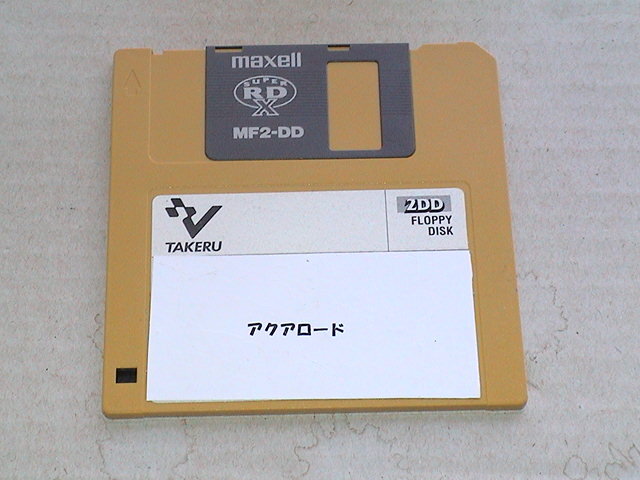 maxell
SUPER
RD
X
MF2-DD
TAKERU
2DD
FLOPPY
DISK
アクアロード